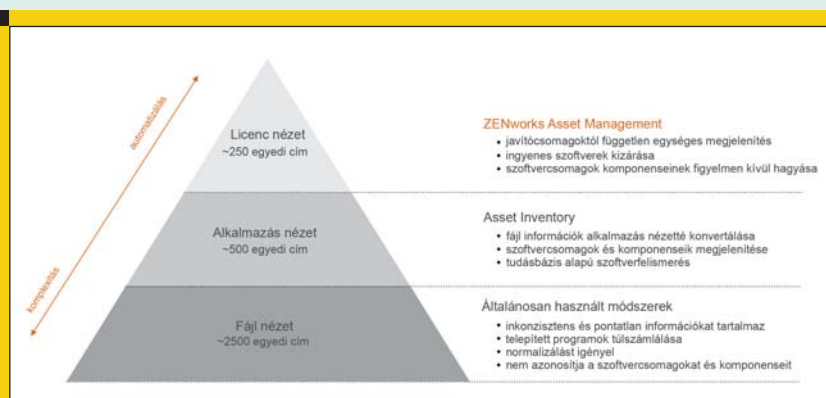 automatizálás
komplexitás
Licenc nézet
~250 egyedi cím
ZENworks Asset Management
• javítócsomagoktól független egységes megjelenítés
• ingyenes szoftverek kizárása
• szoftvercsomagok komponenseinek figyelmen kívül hagyása
Alkalmazás nézet
~500 egyedi cím
Asset Inventory
• fájl információk alkalmazás nézetté konvertálása
• szoftvercsomagok és komponenseik megjelenítése
• tudásbázis alapú szoftverfelismerés
Fájl nézet
~2500 egyedi cím
Általánosan használt módszerek
• inkonzisztens és pontatlan információkat tartalmaz
• telepített programok túlszámlálása
• normalizálást igényel
• nem azonosítja a szoftvercsomagokat és komponenseit